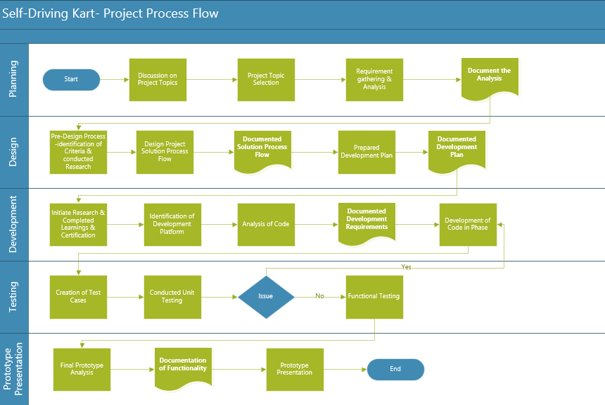 Self-Driving Kart- Project Process Flow
Planning
Start
Discussion on
Project Topics
Project Topic
Selection
Requirement
gathering &
Analysis
Document the
Analysis
Design
Pre-Design Process
-identification of
Criteria &
conducted
Research
Design Project
Solution Process
Flow
Documented
Solution Process
Flow
Prepared
Development Plan
Documented
Development
Plan
Development
Initiate Research &
Completed
Learnings &
Certification
Identification of
Development
Platform
Analysis of Code
Documented
Development
Requirements
Development of
Code in Phase
Yes
Testing
Creation of Test
Cases
Conducted Unit
Testing
Issue
No
Functional Testing
Prototype
Presentation
Final Prototype
Analysis
Documentation
of Functionality
Prototype
Presentation
End